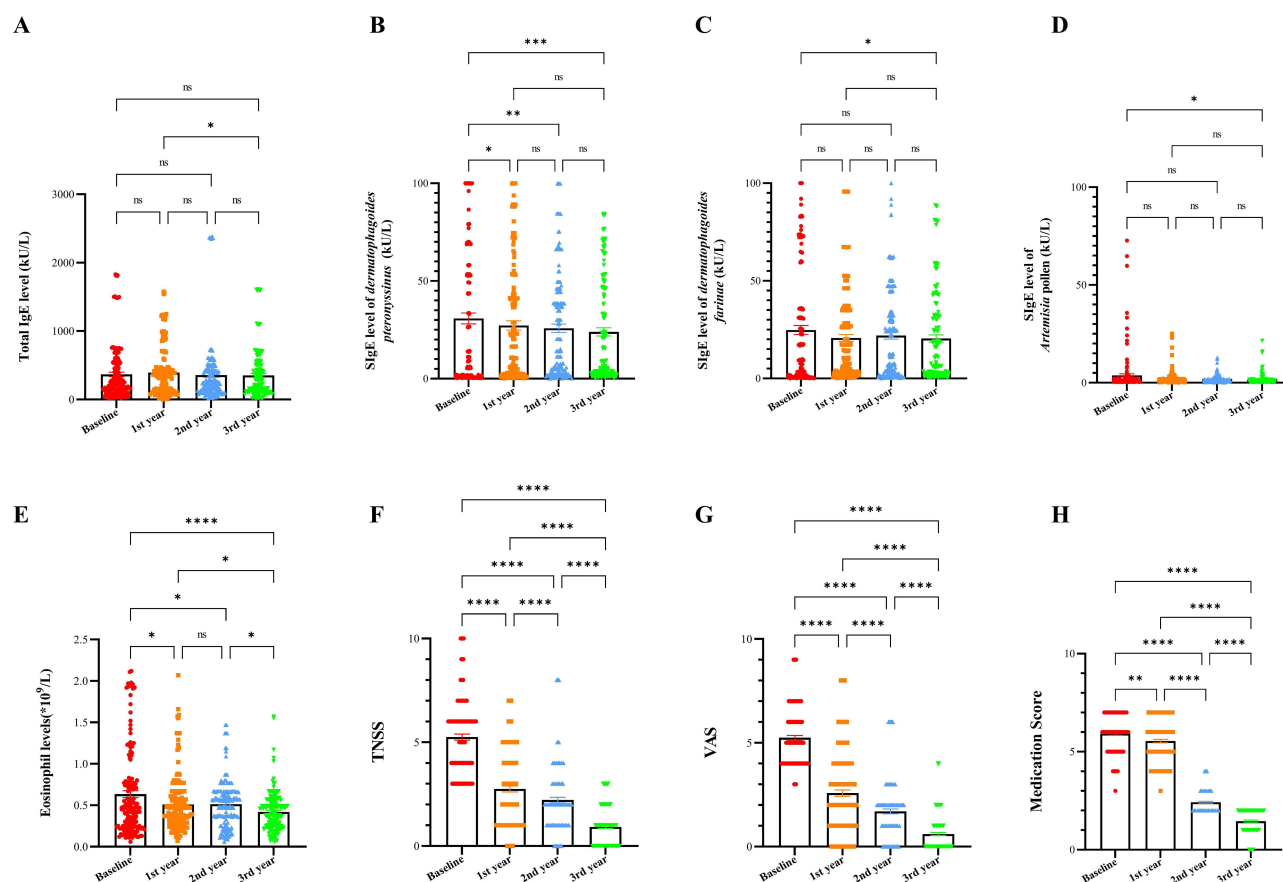 A
B
C
D
ns
*
ns
ns
ns
ns
Total IgE level (kU/L)
3000
2000
1000
0
Baseline
1st year
2nd year
3rd year
***
ns
**
*
ns
ns
SIgE level of dermatophagoides
pteronyssinus (kU/L)
100
50
0
Baseline
1st year
2nd year
3rd year
*
ns
ns
ns
ns
ns
SIgE level of dermatophagoides
farinae (kU/L)
100
50
0
Baseline
1st year
2nd year
3rd year
*
ns
ns
ns
ns
ns
SIgE level of
Artemisia pollen (kU/L)
100
50
0
Baseline
1st year
2nd year
3rd year
E
F
G
H
****
*
*
*
ns
*
Eosinophil levels(*10⁹/L)
2.5
2.0
1.5
1.0
0.5
0.0
Baseline
1st year
2nd year
3rd year
****
****
****
****
****
****
TNSS
10
5
0
Baseline
1st year
2nd year
3rd year
****
****
****
****
****
****
VAS
10
5
0
Baseline
1st year
2nd year
3rd year
****
****
****
****
**
****
Medication Score
10
5
0
Baseline
1st year
2nd year
3rd year